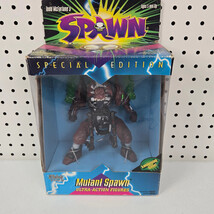 Todd McFarlane's
SPAWN
SPECIAL EDITION
Mutant Spawn
ULTRA-ACTION FIGURES